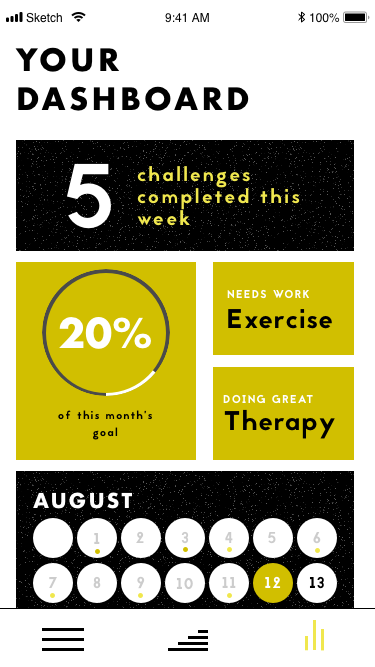 Sketch 9:41 AM 100%
YOUR
DASHBOARD
5
challenges
completed this
week
20%
of this month's
goal
NEEDS WORK
Exercise
DOING GREAT
Therapy
AUGUST
1 2 3 4 5 6
7 8 9 10 11 12 13